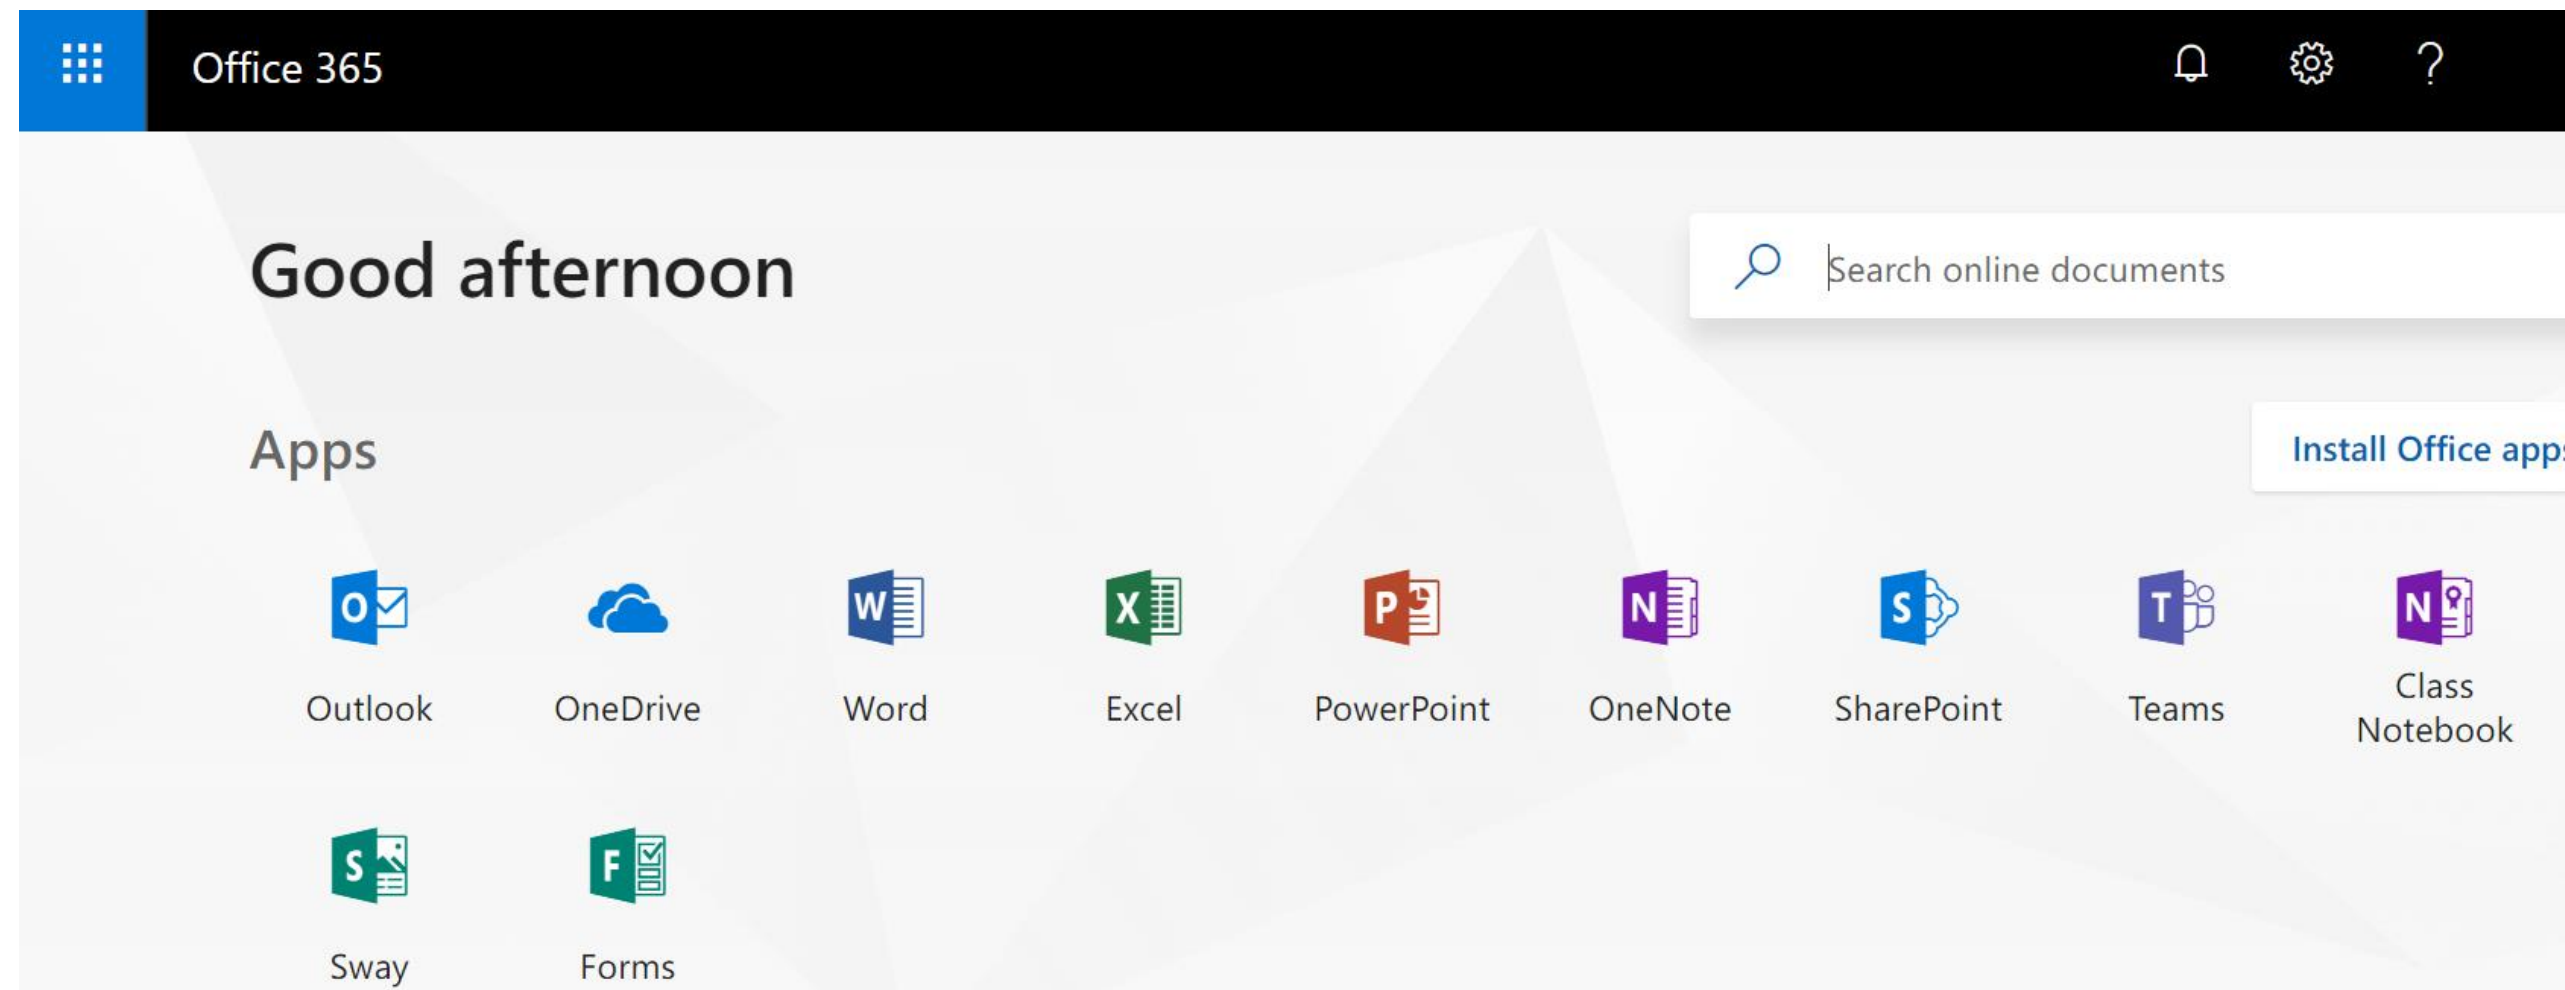 Office 365
?
Good afternoon
Search online documents
Apps
Install Office apps
Outlook
OneDrive
Word
Excel
PowerPoint
OneNote
SharePoint
Teams
Class
Notebook
Sway
Forms